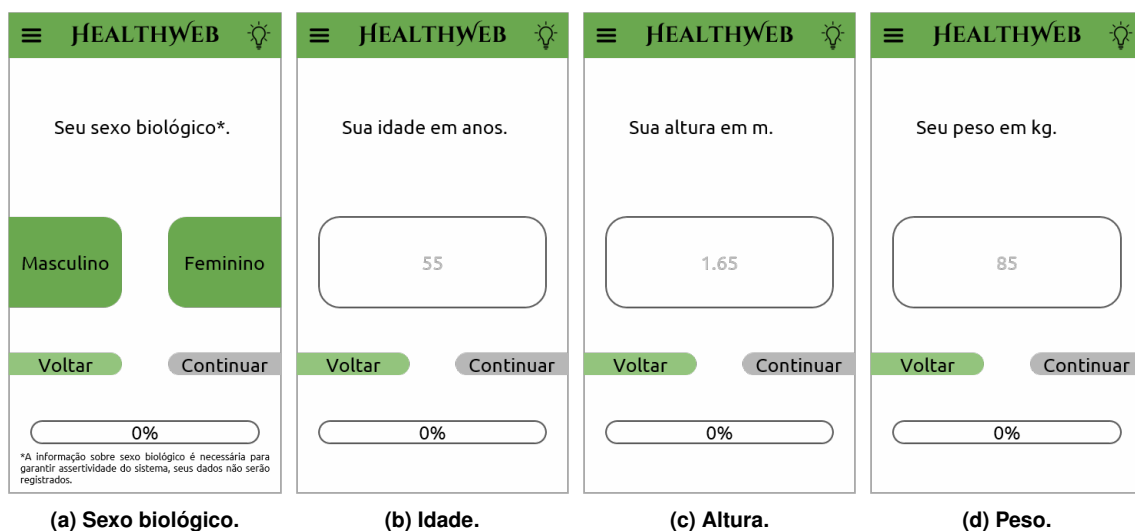 HEALTHWEB
Seu sexo biológico*.
Masculino Feminino
Voltar Continuar
0%
*A informação sobre sexo biológico é necessária para
garantir assertividade do sistema, seus dados não serão
registrados.
(a) Sexo biológico.
HEALTHWEB
Sua idade em anos.
55
Voltar Continuar
0%
(b) Idade.
HEALTHWEB
Sua altura em m.
1.65
Voltar Continuar
0%
(c) Altura.
HEALTHWEB
Seu peso em kg.
85
Voltar Continuar
0%
(d) Peso.